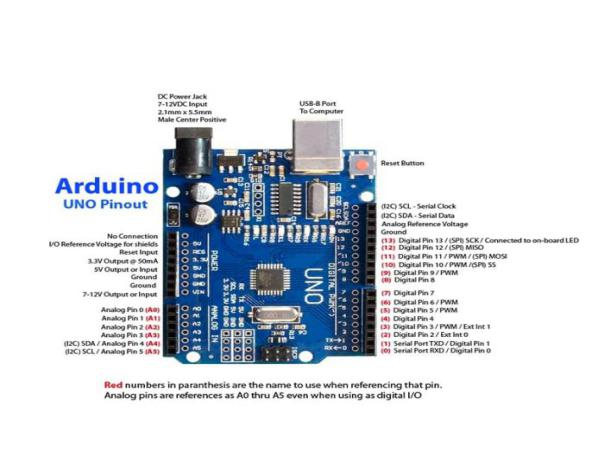 DC Power Jack
7-12VDC Input
2.1mm x 5.5mm
Male Center Positive
USB-B Port
To Computer
Reset Button
Arduino
UNO Pinout
No Connection
I/O Reference Voltage for shields
Reset Input
3.3V Output @ 50mA
5V Output or Input
Ground
Ground
7-12V Output or Input
Analog Pin 0 (A0)
Analog Pin 1 (A1)
Analog Pin 2 (A2)
Analog Pin 3 (A3)
(I2C) SDA / Analog Pin 4 (A4)
(I2C) SCL / Analog Pin 5 (A5)
POWER
ANALOG IN
UNO
TX
RX
(I2C) SCL - Serial Clock
(I2C) SDA - Serial Data
Analog Reference Voltage
Ground
(13) Digital Pin 13 / (SPI) SCK / Connected to on-board LED
(12) Digital Pin 12 / (SPI) MISO
(11) Digital Pin 11 / PWM / (SPI) MOSI
(10) Digital Pin 10 / PWM /(SPI) SS
(9) Digital Pin 9 / PWM
(8) Digital Pin 8
(7) Digital Pin 7
(6) Digital Pin 6 / PWM
(5) Digital Pin 5 / PWM
(4) Digital Pin 4
(3) Digital Pin 3 / PWM / Ext Int 1
(2) Digital Pin 2 / Ext Int 0
(1) Serial Port TXD / Digital Pin 1
(0) Serial Port RXD / Digital Pin 0
Red numbers in paranthesis are the name to use when referencing that pin.
Analog pins are references as A0 thru A5 even when using as digital I/O